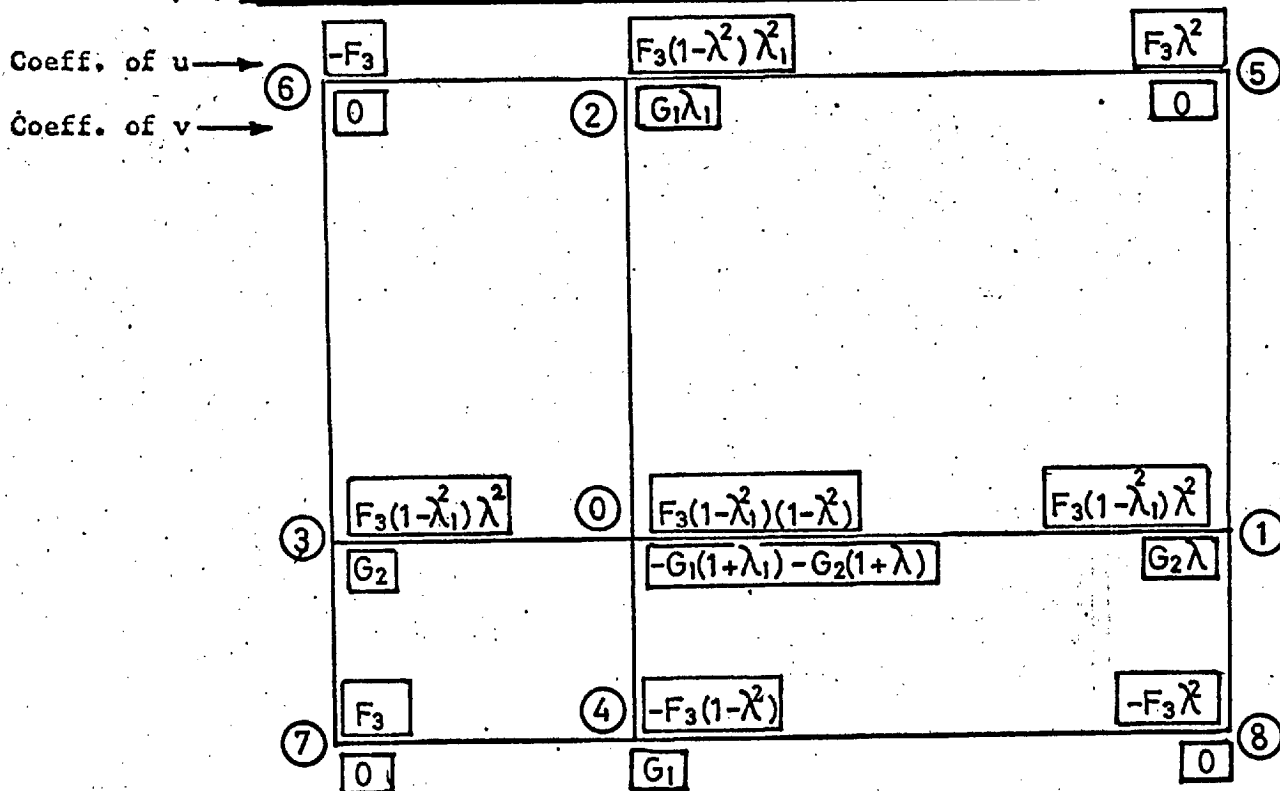 -F₃ F₃(1-λ²)λ₁² F₃λ²
Coeff. of u→
⑥ ⑤
0 ② G₁λ₁ 0
Coeff. of v→
F₃(1-λ₁²)λ² ⓪ F₃(1-λ₁²)(1-λ²) F₃(1-λ₁²)λ²
③ ①
G₂ -G₁(1+λ₁)-G₂(1+λ) G₂λ
F₃ ④ -F₃(1-λ²) -F₃λ²
⑦ ⑧
0 G₁ 0